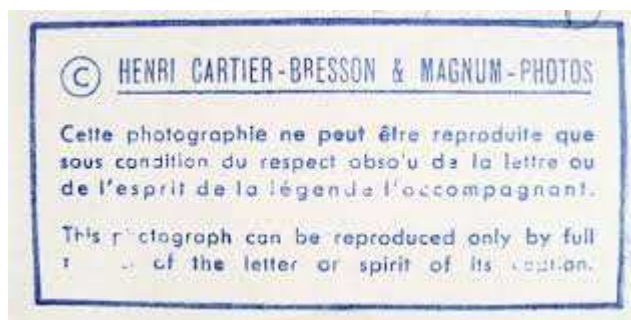 © HENRI CARTIER-BRESSON & MAGNUM-PHOTOS
Cette photographie ne peut être reproduite que
sous condition du respect absolu de la lettre ou
de l'esprit de la légende l'accompagnant.
This photograph can be reproduced only by full
of the letter or spirit of its caption.